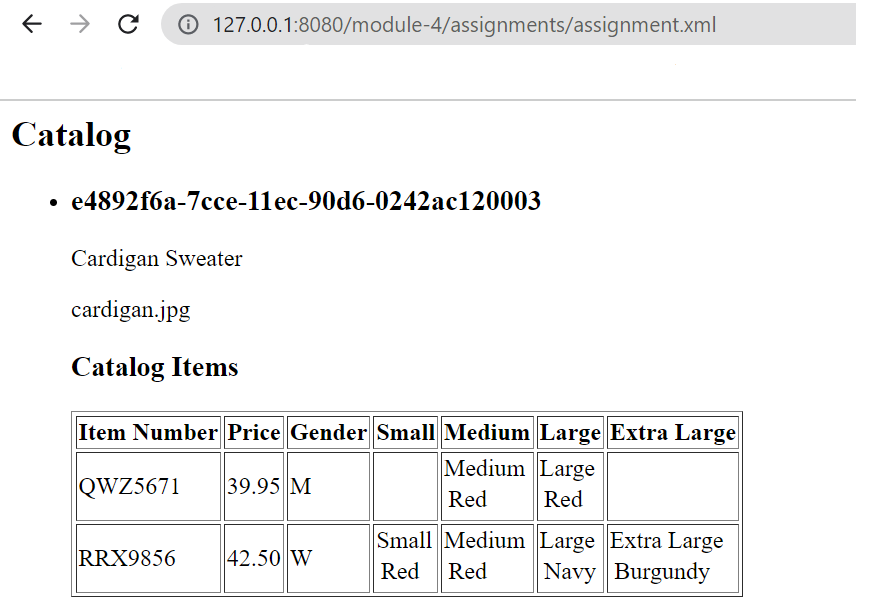 127.0.0.1:8080/module-4/assignments/assignment.xml
Catalog
e4892f6a-7cce-11ec-90d6-0242ac120003
Cardigan Sweater
cardigan.jpg
Catalog Items
Item Number Price Gender Small Medium Large Extra Large
QWZ5671 39.95 M Medium Large
Red Red
RRX9856 42.50 W Small Medium Large Extra Large
Red Red Navy Burgundy